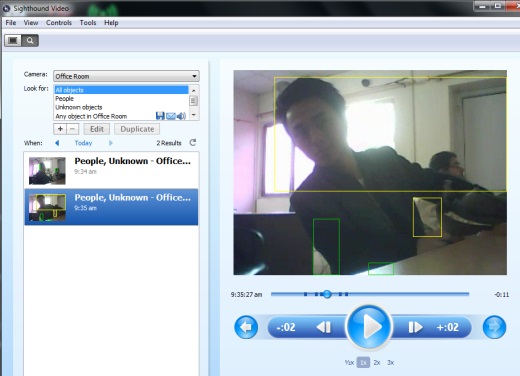 Sighthound Video
File View Controls Tools Help
Camera: Office Room
Look for: All objects
People
Unknown objects
Any object in Office Room
+ − Edit Duplicate
When: Today 2 Results
People, Unknown - Office...
9:34 am
People, Unknown - Office...
9:35 am
9:35:27 am -0:11
-:02 +:02
½x 1x 2x 3x